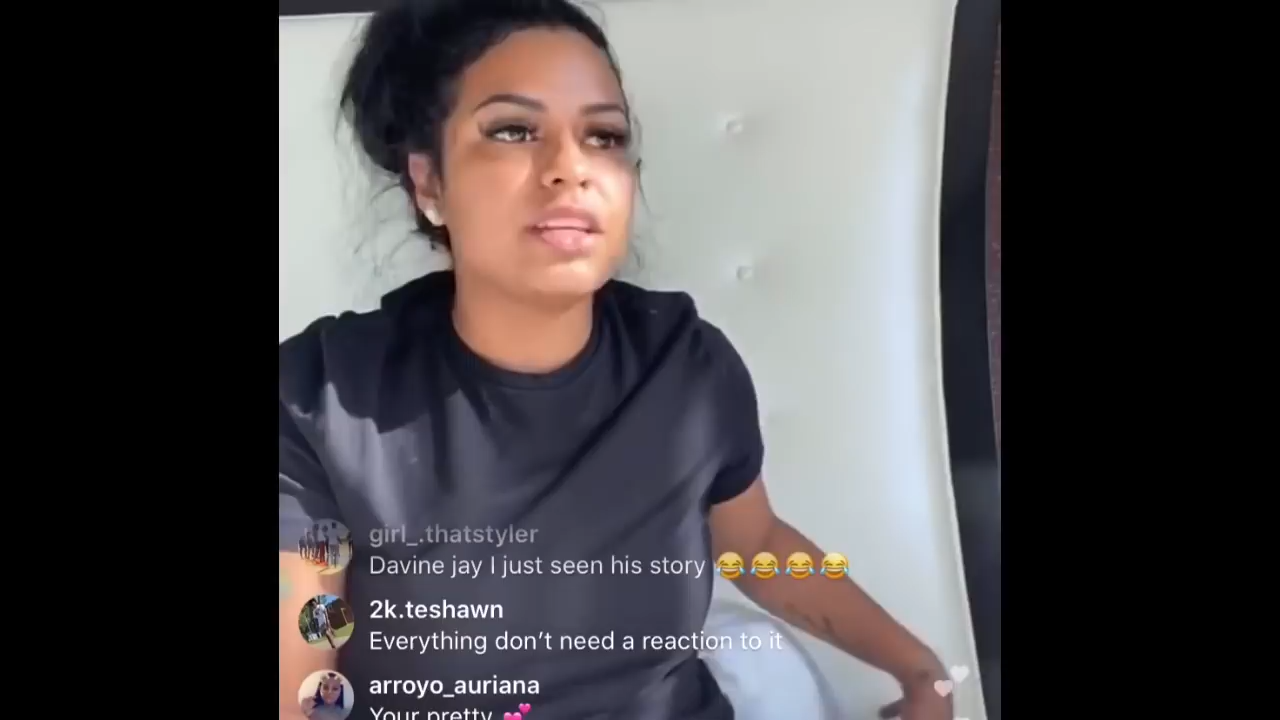 girl_.thatstyler
Davine jay I just seen his story 😂😂😂😂
2k.teshawn
Everything don’t need a reaction to it
arroyo_auriana
Your pretty 💕